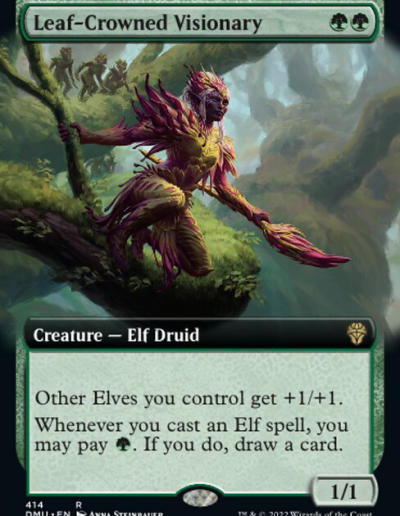 Leaf-Crowned Visionary
Creature — Elf Druid
Other Elves you control get +1/+1.
Whenever you cast an Elf spell, you
may pay . If you do, draw a card.
1/1
414 R
DMU • EN Anna Steinbauer
™ & © 2022 Wizards of the Coast